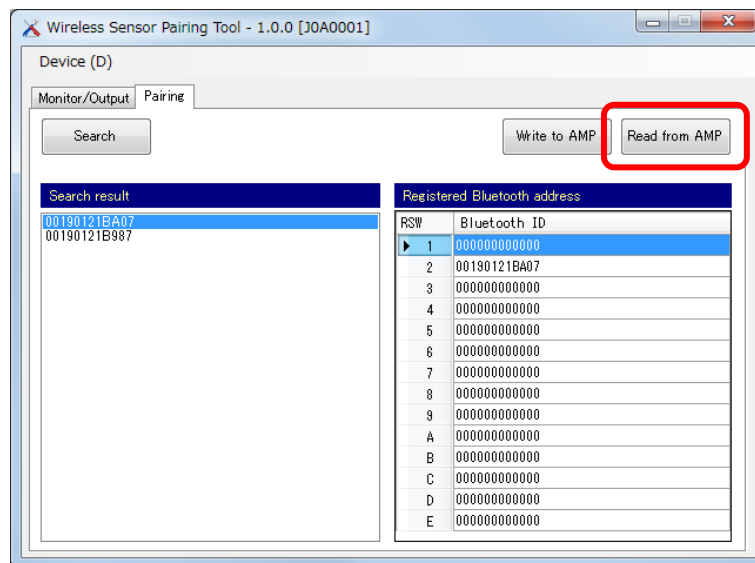 Wireless Sensor Pairing Tool - 1.0.0 [J0A0001]
Device (D)
Monitor/Output Pairing
Search Write to AMP Read from AMP
Search result
00190121BA07
00190121B987
Registered Bluetooth address
RSW Bluetooth ID
1 000000000000
2 00190121BA07
3 000000000000
4 000000000000
5 000000000000
6 000000000000
7 000000000000
8 000000000000
9 000000000000
A 000000000000
B 000000000000
C 000000000000
D 000000000000
E 000000000000